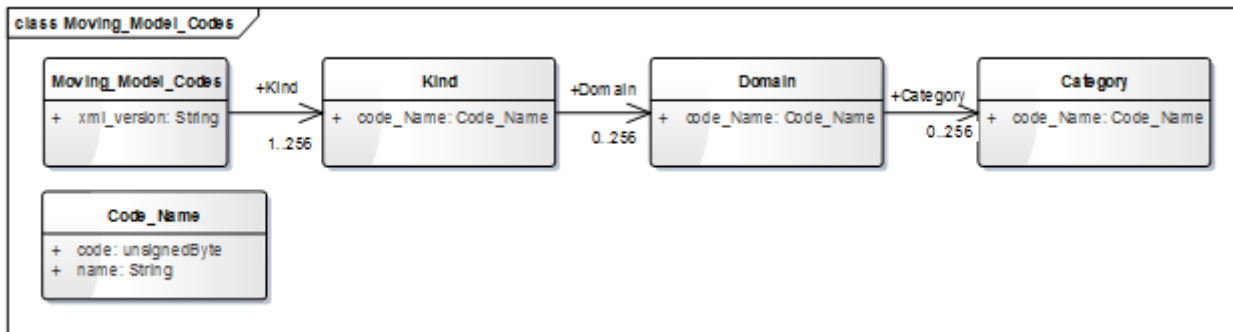 class Moving_Model_Codes
Moving_Model_Codes
+ xml_version: String
+Kind
1..256
Kind
+ code_Name: Code_Name
+Domain
0..256
Domain
+ code_Name: Code_Name
+Category
0..256
Category
+ code_Name: Code_Name
Code_Name
+ code: unsignedByte
+ name: String